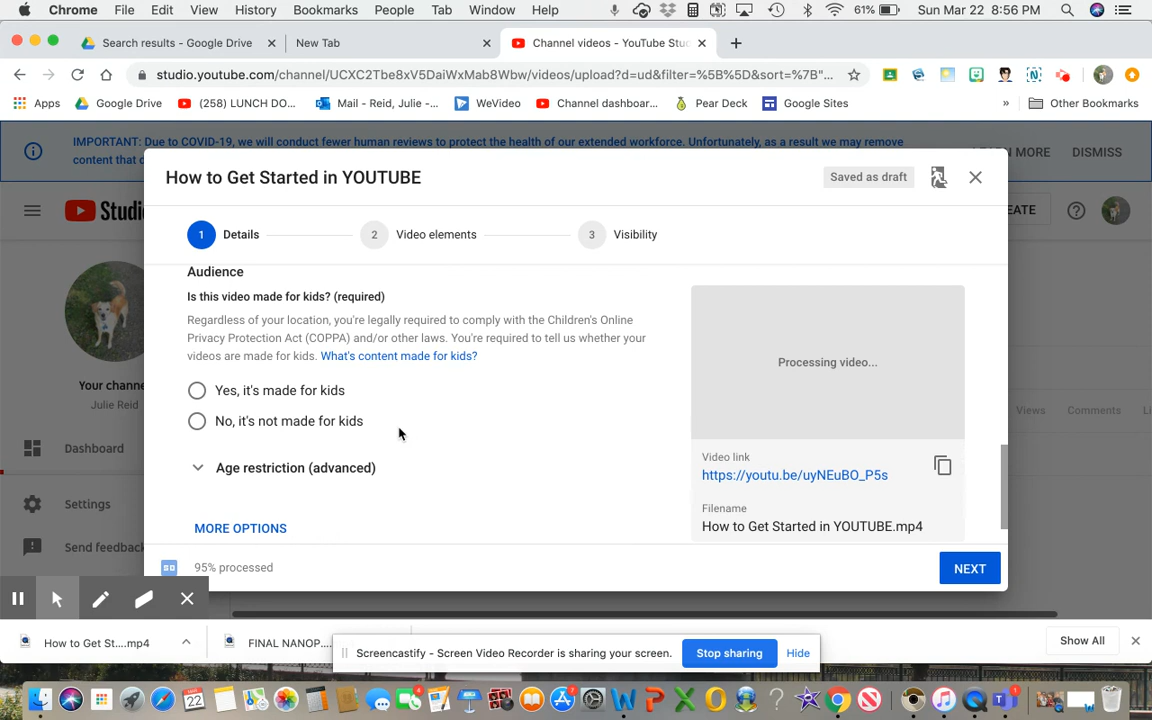 Chrome File Edit View History Bookmarks People Tab Window Help 61% Sun Mar 22 8:56 PM
Search results - Google Drive New Tab Channel videos - YouTube Stu
studio.youtube.com/channel/UCXC2Tbe8xV5DaiWxMab8Wbw/videos/upload?d=ud&filter=%5B%5D&sort=%7B"...
Apps Google Drive (258) LUNCH DO... Mail - Reid, Julie -... WeVideo Channel dashboar... Pear Deck Google Sites » Other Bookmarks
IMPORTANT: Due to COVID-19, we will conduct fewer human reviews to protect the health of our extended workforce. Unfortunately, as a result we may remove
content that
LEARN MORE DISMISS
How to Get Started in YOUTUBE Saved as draft
Studio
EATE
1 Details 2 Video elements 3 Visibility
Audience
Is this video made for kids? (required)
Regardless of your location, you're legally required to comply with the Children's Online
Privacy Protection Act (COPPA) and/or other laws. You're required to tell us whether your
videos are made for kids. What's content made for kids?
Yes, it's made for kids
No, it's not made for kids
Age restriction (advanced)
MORE OPTIONS
Processing video...
Video link
https://youtu.be/uyNEuBO_P5s
Filename
How to Get Started in YOUTUBE.mp4
SD 95% processed NEXT
Your channe
Julie Reid
Dashboard
Settings
Send feedback
Views Comments Li
How to Get St....mp4 FINAL NANOP... Show All
Screencastify - Screen Video Recorder is sharing your screen. Stop sharing Hide